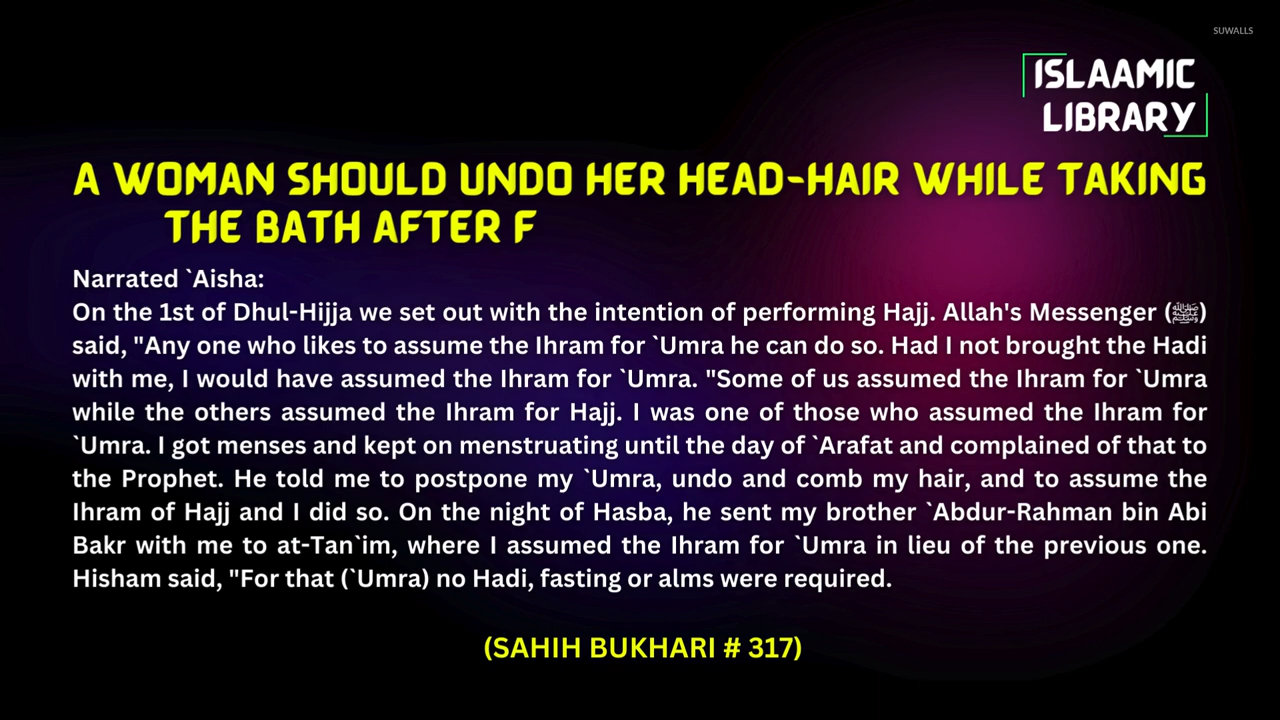 SUWALLS
ISLAAMIC
LIBRARY
A WOMAN SHOULD UNDO HER HEAD-HAIR WHILE TAKING
THE BATH AFTER F
Narrated `Aisha:
On the 1st of Dhul-Hijja we set out with the intention of performing Hajj. Allah's Messenger (ﷺ)
said, "Any one who likes to assume the Ihram for `Umra he can do so. Had I not brought the Hadi
with me, I would have assumed the Ihram for `Umra. "Some of us assumed the Ihram for `Umra
while the others assumed the Ihram for Hajj. I was one of those who assumed the Ihram for
`Umra. I got menses and kept on menstruating until the day of `Arafat and complained of that to
the Prophet. He told me to postpone my `Umra, undo and comb my hair, and to assume the
Ihram of Hajj and I did so. On the night of Hasba, he sent my brother `Abdur-Rahman bin Abi
Bakr with me to at-Tan`im, where I assumed the Ihram for `Umra in lieu of the previous one.
Hisham said, "For that (`Umra) no Hadi, fasting or alms were required.
(SAHIH BUKHARI # 317)